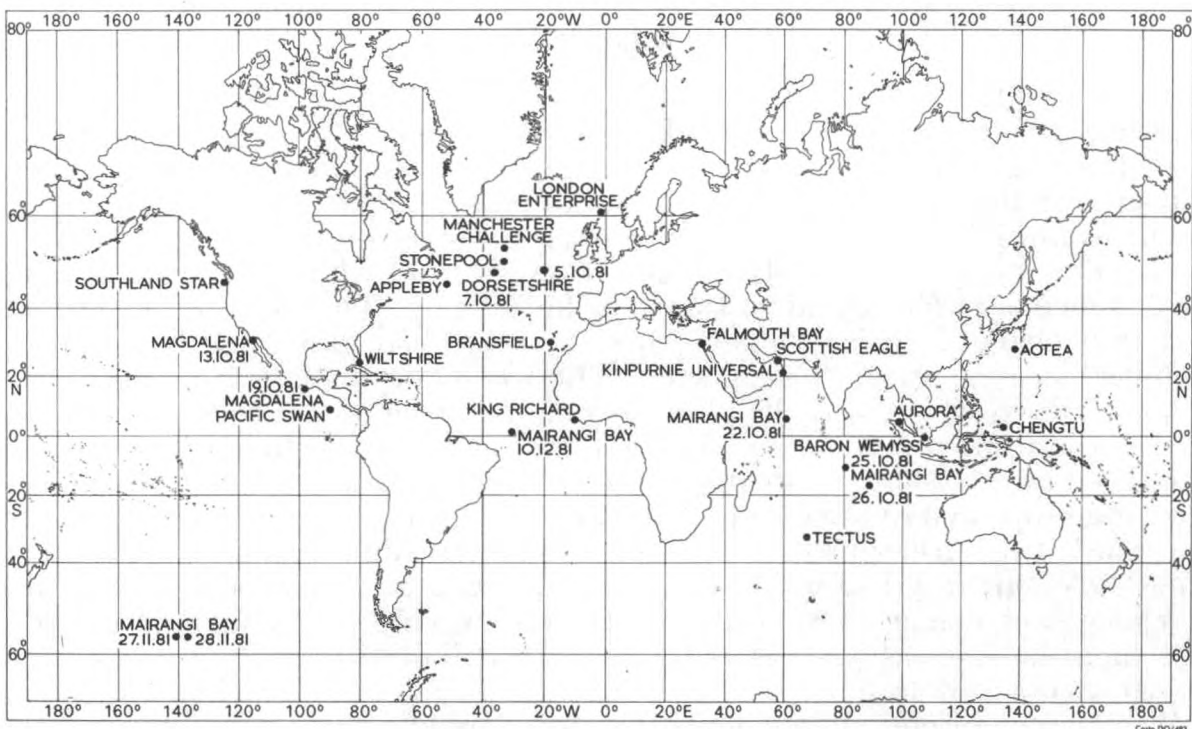 180° 160° 140° 120° 100° 80° 60° 40° 20°W 0° 20°E 40° 60° 80° 100° 120° 140° 160° 180°
80° 80°
LONDON
ENTERPRISE
60° 60°
MANCHESTER
CHALLENGE
STONEPOOL
5.10.81
SOUTHLAND STAR
APPLEBY
DORSETSHIRE
7.10.81
40° 40°
MAGDALENA
13.10.81
BRANSFIELD
FALMOUTH BAY
AOTEA
WILTSHIRE
SCOTTISH EAGLE
KINPURNIE UNIVERSAL
20° 20°
N N
19.10.81
MAGDALENA
PACIFIC SWAN
KING RICHARD
MAIRANGI BAY
22.10.81
AURORA
CHENGTU
0° 0°
MAIRANGI BAY
10.12.81
BARON WEMYSS
25.10.81
MAIRANGI BAY
26.10.81
20° 20°
S S
TECTUS
40° 40°
MAIRANGI BAY
27.11.81 28.11.81
60° 60°
180° 160° 140° 120° 100° 80° 60° 40° 20°W 0° 20°E 40° 60° 80° 100° 120° 140° 160° 180°